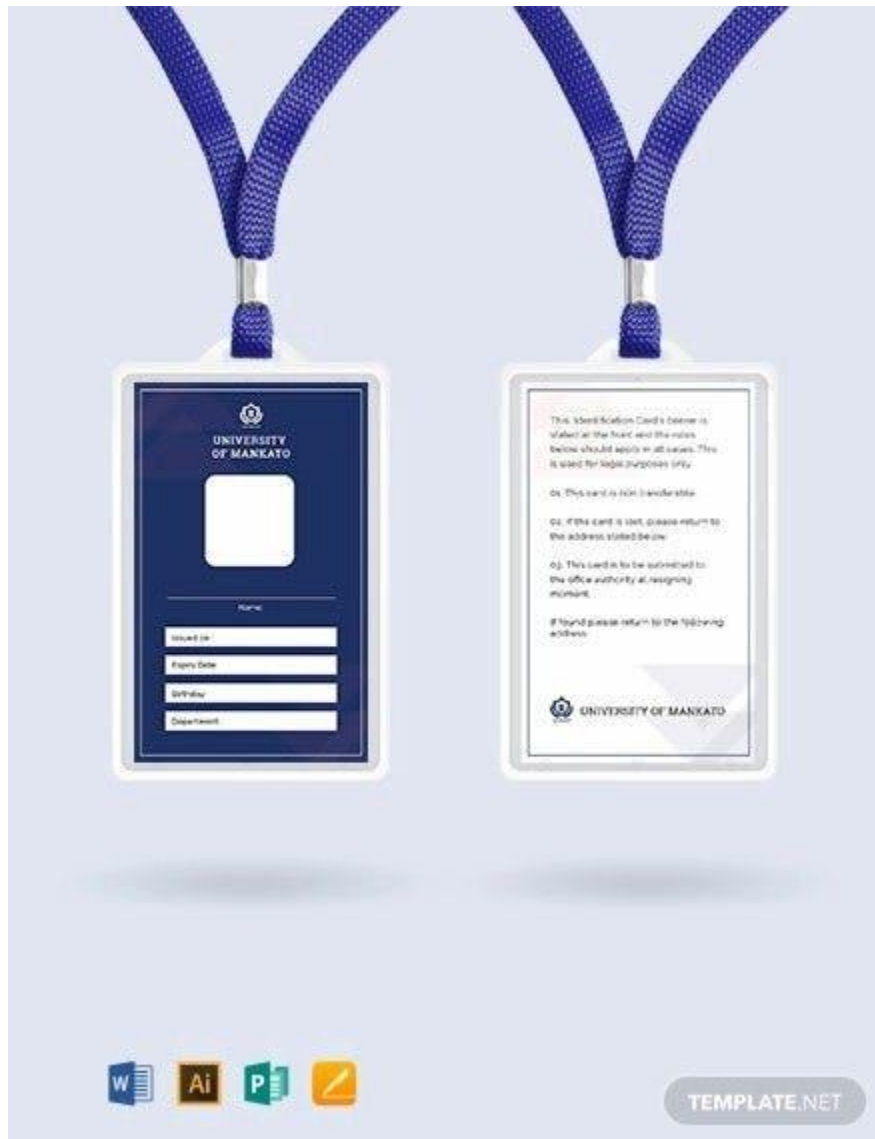 UNIVERSITY
OF MANKATO
Name
Issued on
Expiry Date
Birthday
Department
This Identification Card's bearer is
stated at the front and the rules
below should apply in all cases. This
is used for legal purposes only.
01. This card is non transferable
02. If this card is lost, please return to
the address stated below
03. This card is to be submitted to
the office authority at resigning
moment.
If found please return to the following
address:
UNIVERSITY OF MANKATO
W
Ai
P
TEMPLATE.NET